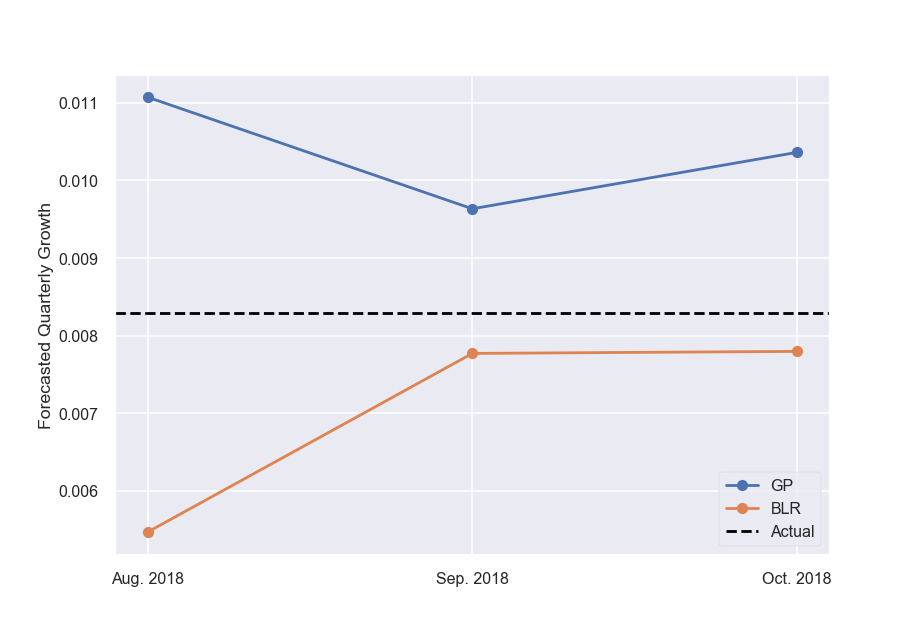 Forecasted Quarterly Growth
0.011
0.010
0.009
0.008
0.007
0.006
Aug. 2018
Sep. 2018
Oct. 2018
GP
BLR
Actual